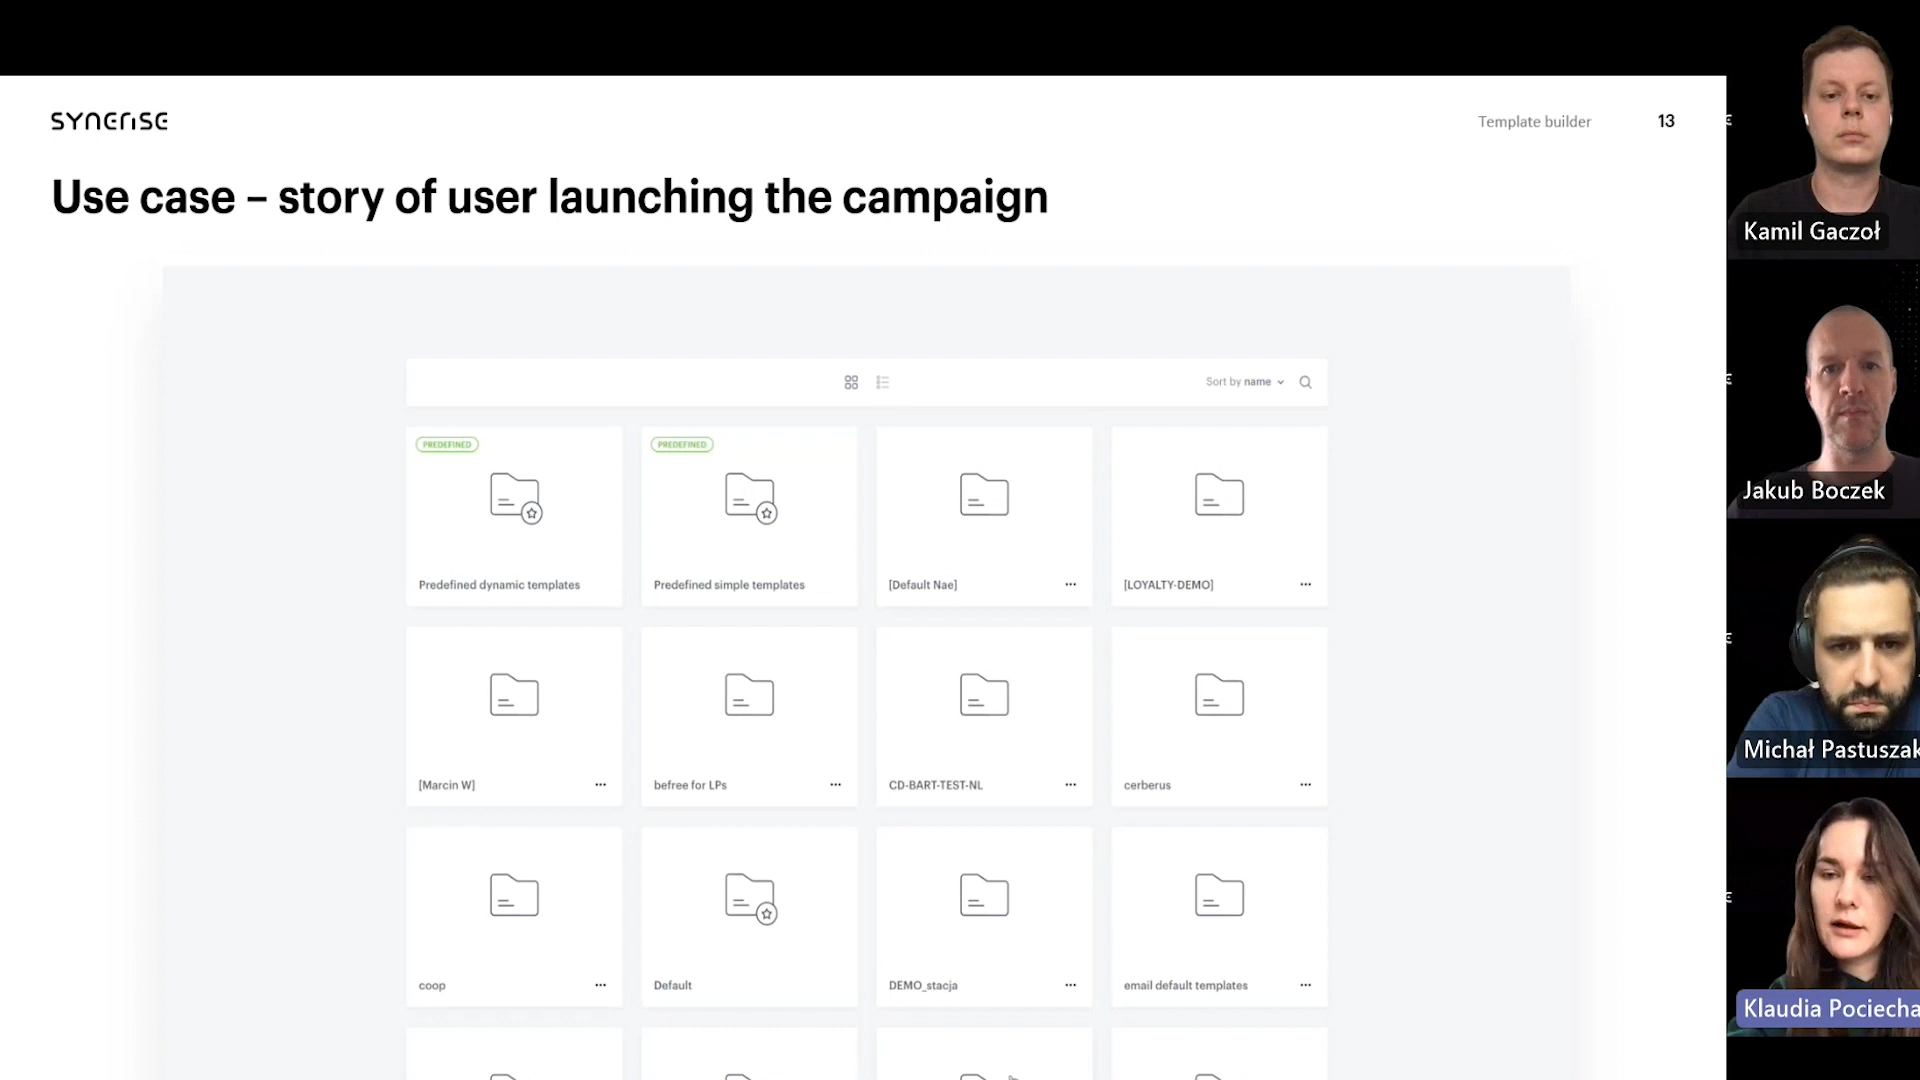 SYNERISE
Template builder
13
Use case – story of user launching the campaign
Sort by name
PREDEFINED
PREDEFINED
Predefined dynamic templates
Predefined simple templates
[Default Nae]
[LOYALTY-DEMO]
[Marcin W]
befree for LPs
CD-BART-TEST-NL
cerberus
coop
Default
DEMO_stacja
email default templates
Kamil Gaczoł
Jakub Boczek
Michał Pastuszak
Klaudia Pociecha